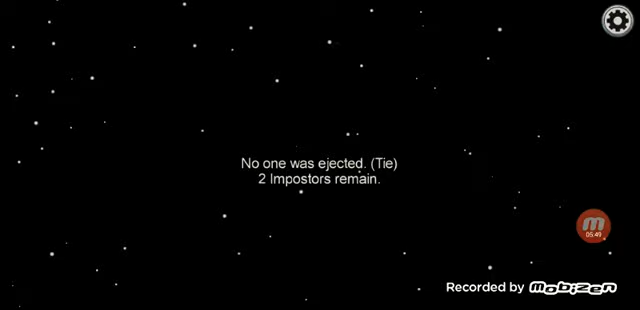 No one was ejected. (Tie)
2 Impostors remain.
05:49
Recorded by Mobizen